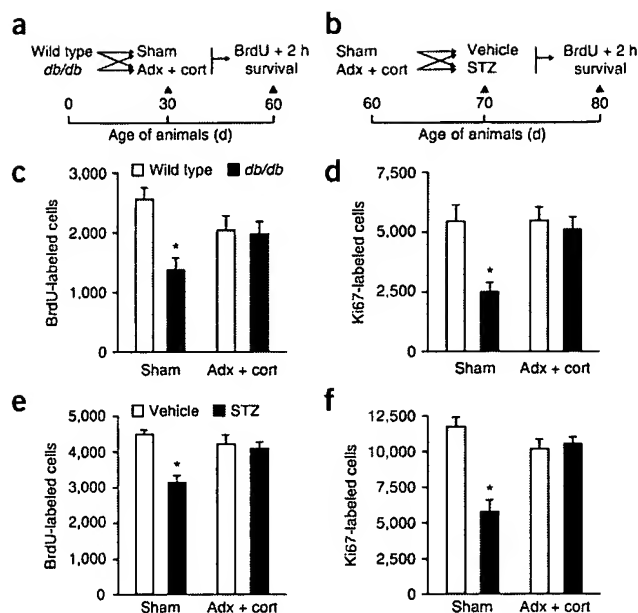 a
Wild type Sham BrdU + 2 h
db/db Adx + cort survival
0 30 60
Age of animals (d)
b
Sham Vehicle BrdU + 2 h
Adx + cort STZ survival
60 70 80
Age of animals (d)
c
Wild type db/db
BrdU-labeled cells
3,000
2,000
1,000
0
*
Sham Adx + cort
d
Ki67-labeled cells
7,500
5,000
2,500
0
*
Sham Adx + cort
e
Vehicle STZ
BrdU-labeled cells
5,000
4,000
3,000
2,000
1,000
0
*
Sham Adx + cort
f
Ki67-labeled cells
12,500
10,000
7,500
5,000
2,500
0
*
Sham Adx + cort